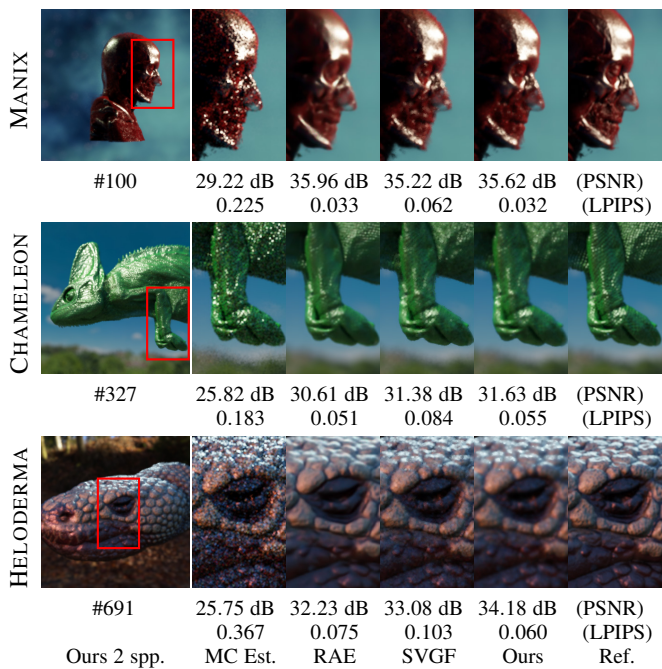 MANIX
#100 29.22 dB 35.96 dB 35.22 dB 35.62 dB (PSNR)
0.225 0.033 0.062 0.032 (LPIPS)
CHAMELEON
#327 25.82 dB 30.61 dB 31.38 dB 31.63 dB (PSNR)
0.183 0.051 0.084 0.055 (LPIPS)
HELODERMA
#691 25.75 dB 32.23 dB 33.08 dB 34.18 dB (PSNR)
0.367 0.075 0.103 0.060 (LPIPS)
Ours 2 spp. MC Est. RAE SVGF Ours Ref.